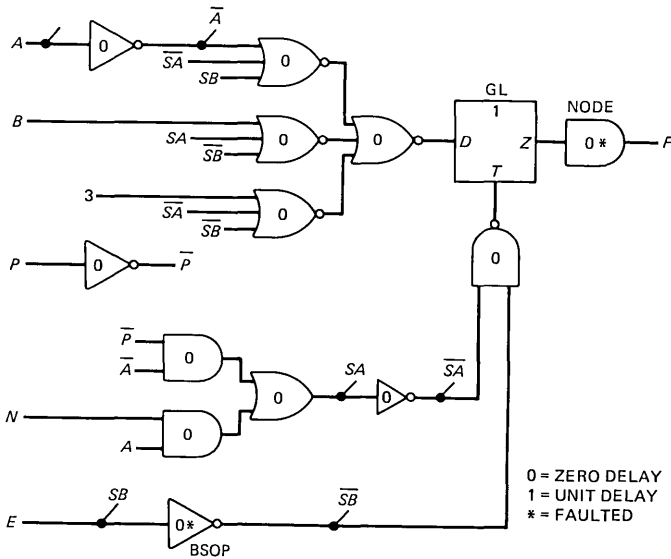 A
0
A̅
S̅A̅
SB
0
B
SA
S̅B̅
0
0
GL
1
D
Z
T
NODE
0*
F
3
S̅A̅
S̅B̅
0
P
0
P̅
0
P̅
A̅
0
N
A
0
0
SA
0
S̅A̅
E
SB
0*
BSOP
S̅B̅
0 = ZERO DELAY
1 = UNIT DELAY
* = FAULTED